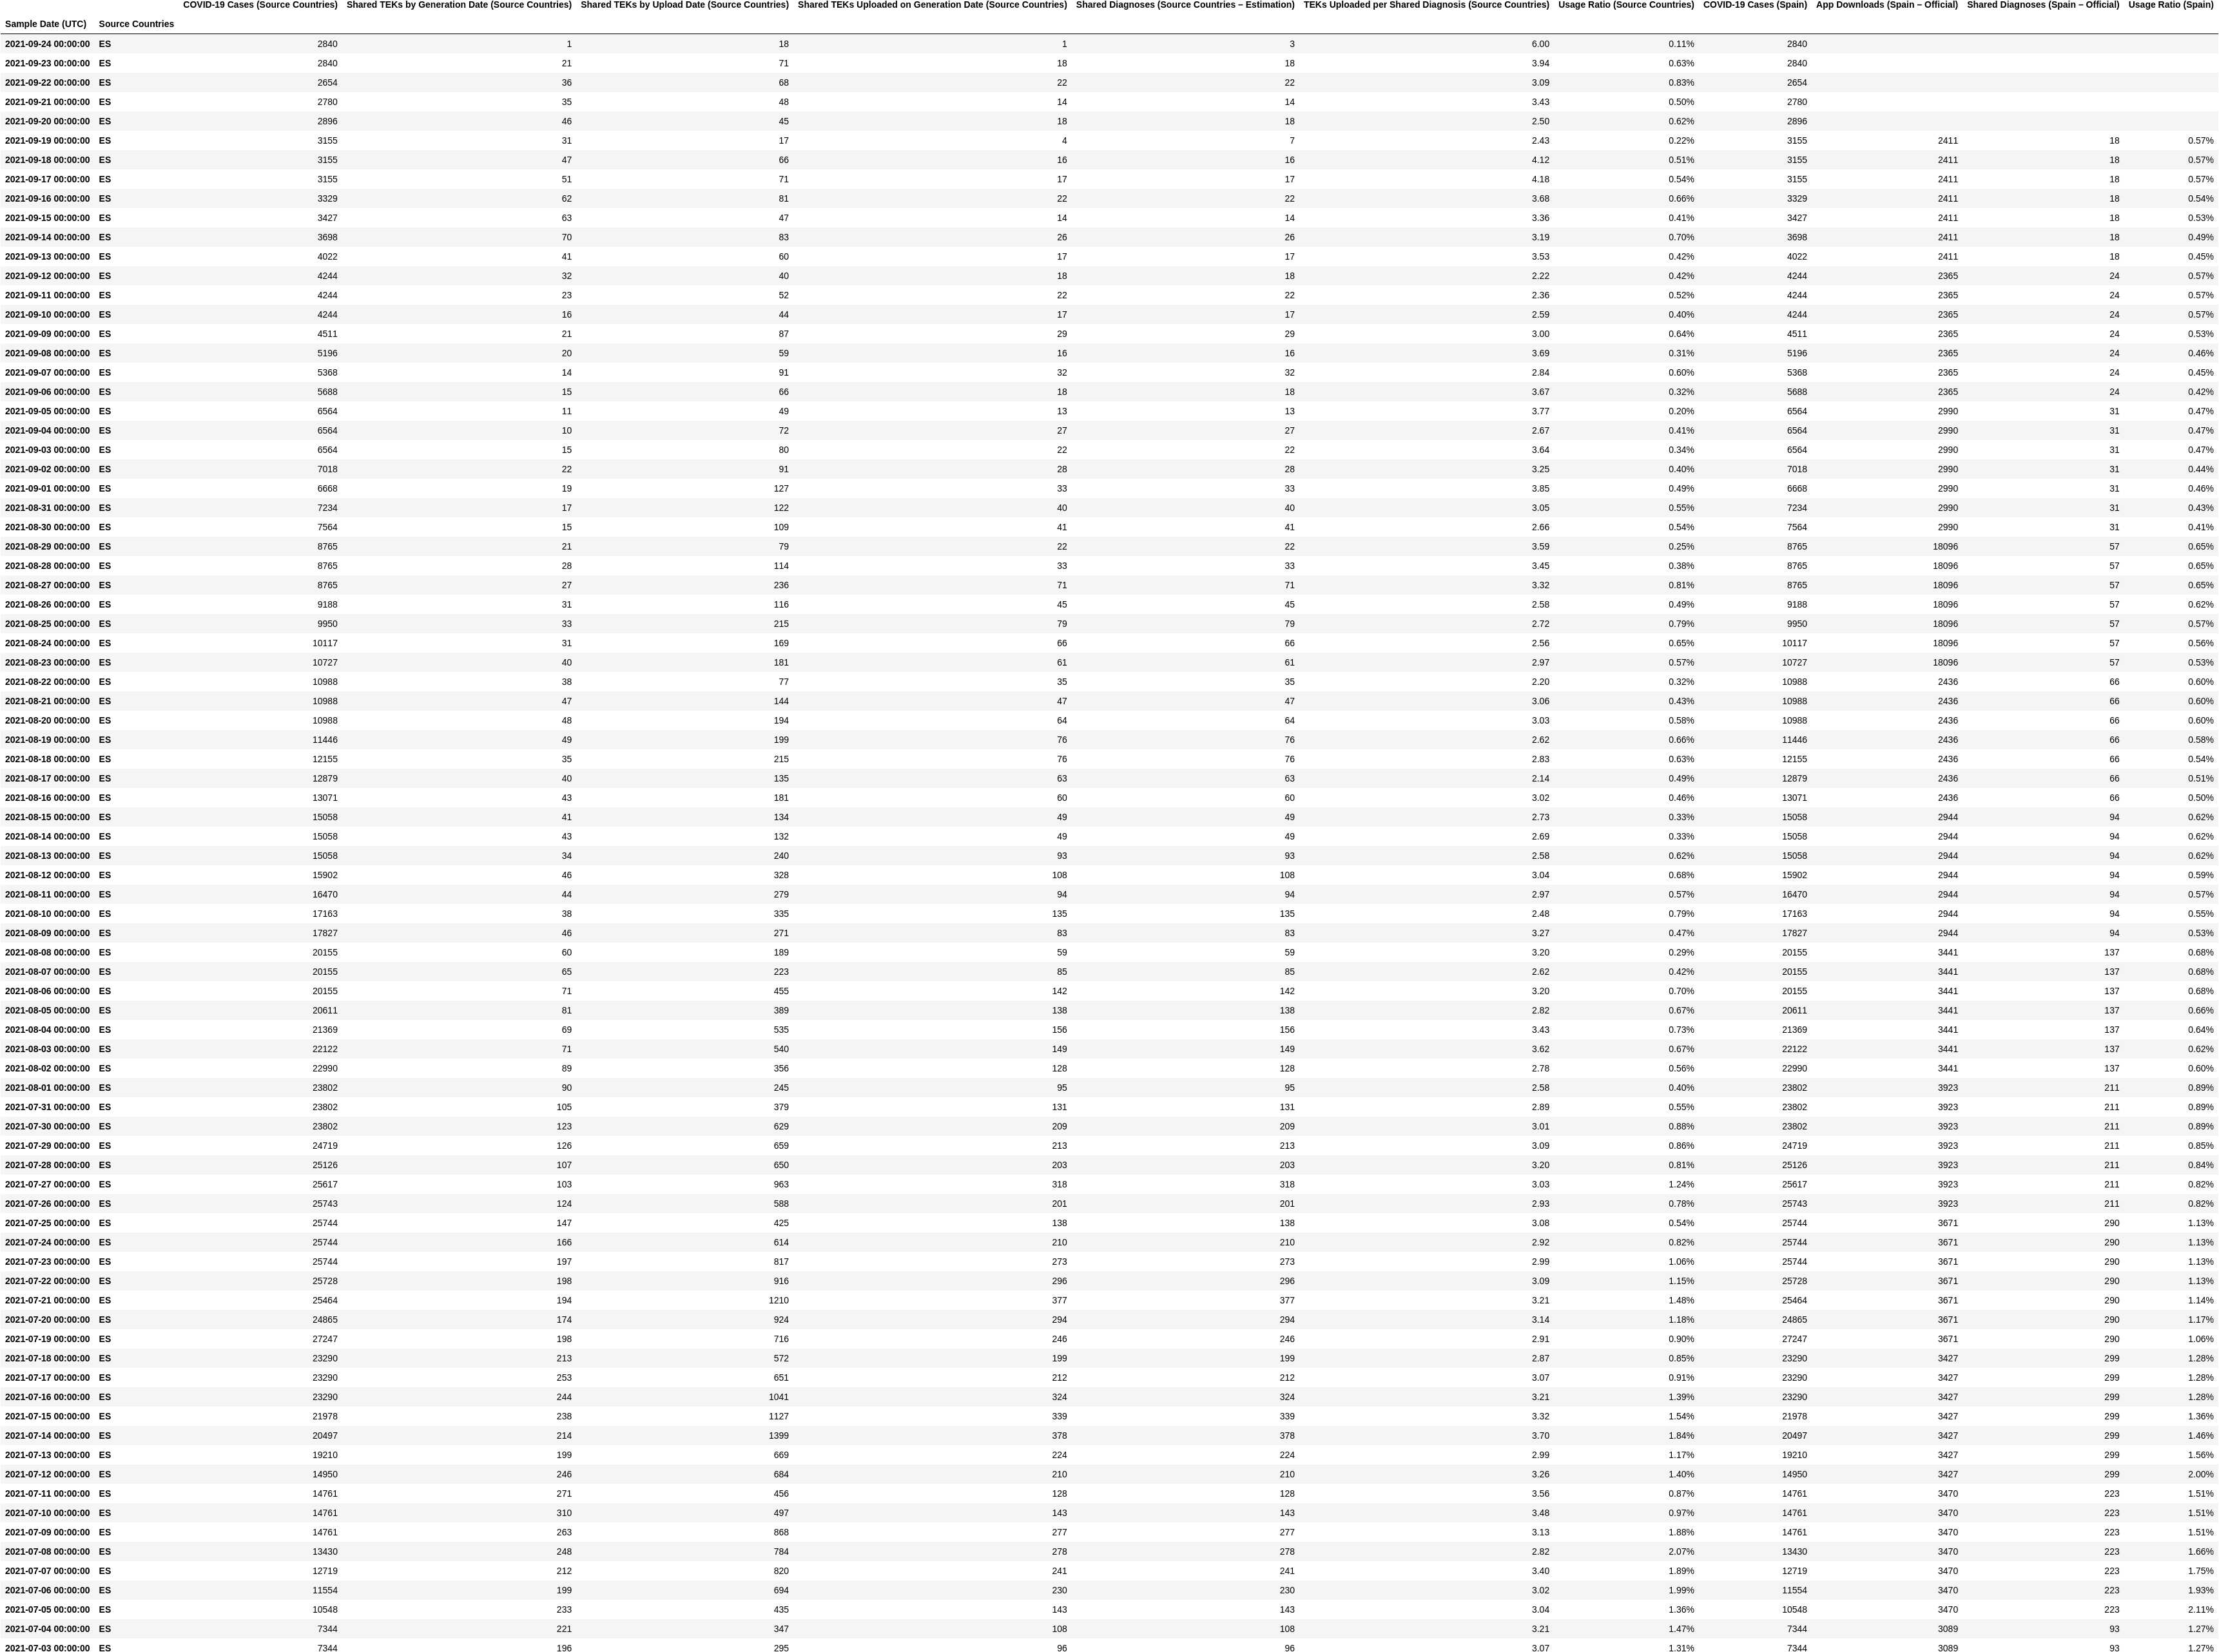 COVID-19 Cases (Source Countries) Shared TEKs by Generation Date (Source Countries) Shared TEKs by Upload Date (Source Countries) Shared TEKs Uploaded on Generation Date (Source Countries) Shared Diagnoses (Source Countries – Estimation) TEKs Uploaded per Shared Diagnosis (Source Countries) Usage Ratio (Source Countries) COVID-19 Cases (Spain) App Downloads (Spain – Official) Shared Diagnoses (Spain – Official) Usage Ratio (Spain)
Sample Date (UTC) Source Countries
2021-09-24 00:00:00 ES 2840 1 18 1 3 6.00 0.11% 2840
2021-09-23 00:00:00 ES 2840 21 71 18 18 3.94 0.63% 2840
2021-09-22 00:00:00 ES 2654 36 68 22 22 3.09 0.83% 2654
2021-09-21 00:00:00 ES 2780 35 48 14 14 3.43 0.50% 2780
2021-09-20 00:00:00 ES 2896 46 45 18 18 2.50 0.62% 2896
2021-09-19 00:00:00 ES 3155 31 17 4 7 2.43 0.22% 3155 2411 18 0.57%
2021-09-18 00:00:00 ES 3155 47 66 16 16 4.12 0.51% 3155 2411 18 0.57%
2021-09-17 00:00:00 ES 3155 51 71 17 17 4.18 0.54% 3155 2411 18 0.57%
2021-09-16 00:00:00 ES 3329 62 81 22 22 3.68 0.66% 3329 2411 18 0.54%
2021-09-15 00:00:00 ES 3427 63 47 14 14 3.36 0.41% 3427 2411 18 0.53%
2021-09-14 00:00:00 ES 3698 70 83 26 26 3.19 0.70% 3698 2411 18 0.49%
2021-09-13 00:00:00 ES 4022 41 60 17 17 3.53 0.42% 4022 2411 18 0.45%
2021-09-12 00:00:00 ES 4244 32 40 18 18 2.22 0.42% 4244 2365 24 0.57%
2021-09-11 00:00:00 ES 4244 23 52 22 22 2.36 0.52% 4244 2365 24 0.57%
2021-09-10 00:00:00 ES 4244 16 44 17 17 2.59 0.40% 4244 2365 24 0.57%
2021-09-09 00:00:00 ES 4511 21 87 29 29 3.00 0.64% 4511 2365 24 0.53%
2021-09-08 00:00:00 ES 5196 20 59 16 16 3.69 0.31% 5196 2365 24 0.46%
2021-09-07 00:00:00 ES 5368 14 91 32 32 2.84 0.60% 5368 2365 24 0.45%
2021-09-06 00:00:00 ES 5688 15 66 18 18 3.67 0.32% 5688 2365 24 0.42%
2021-09-05 00:00:00 ES 6564 11 49 13 13 3.77 0.20% 6564 2990 31 0.47%
2021-09-04 00:00:00 ES 6564 10 72 27 27 2.67 0.41% 6564 2990 31 0.47%
2021-09-03 00:00:00 ES 6564 15 80 22 22 3.64 0.34% 6564 2990 31 0.47%
2021-09-02 00:00:00 ES 7018 22 91 28 28 3.25 0.40% 7018 2990 31 0.44%
2021-09-01 00:00:00 ES 6668 19 127 33 33 3.85 0.49% 6668 2990 31 0.46%
2021-08-31 00:00:00 ES 7234 17 122 40 40 3.05 0.55% 7234 2990 31 0.43%
2021-08-30 00:00:00 ES 7564 15 109 41 41 2.66 0.54% 7564 2990 31 0.41%
2021-08-29 00:00:00 ES 8765 21 79 22 22 3.59 0.25% 8765 18096 57 0.65%
2021-08-28 00:00:00 ES 8765 28 114 33 33 3.45 0.38% 8765 18096 57 0.65%
2021-08-27 00:00:00 ES 8765 27 236 71 71 3.32 0.81% 8765 18096 57 0.65%
2021-08-26 00:00:00 ES 9188 31 116 45 45 2.58 0.49% 9188 18096 57 0.62%
2021-08-25 00:00:00 ES 9950 33 215 79 79 2.72 0.79% 9950 18096 57 0.57%
2021-08-24 00:00:00 ES 10117 31 169 66 66 2.56 0.65% 10117 18096 57 0.56%
2021-08-23 00:00:00 ES 10727 40 181 61 61 2.97 0.57% 10727 18096 57 0.53%
2021-08-22 00:00:00 ES 10988 38 77 35 35 2.20 0.32% 10988 2436 66 0.60%
2021-08-21 00:00:00 ES 10988 47 144 47 47 3.06 0.43% 10988 2436 66 0.60%
2021-08-20 00:00:00 ES 10988 48 194 64 64 3.03 0.58% 10988 2436 66 0.60%
2021-08-19 00:00:00 ES 11446 49 199 76 76 2.62 0.66% 11446 2436 66 0.58%
2021-08-18 00:00:00 ES 12155 35 215 76 76 2.83 0.63% 12155 2436 66 0.54%
2021-08-17 00:00:00 ES 12879 40 135 63 63 2.14 0.49% 12879 2436 66 0.51%
2021-08-16 00:00:00 ES 13071 43 181 60 60 3.02 0.46% 13071 2436 66 0.50%
2021-08-15 00:00:00 ES 15058 41 134 49 49 2.73 0.33% 15058 2944 94 0.62%
2021-08-14 00:00:00 ES 15058 43 132 49 49 2.69 0.33% 15058 2944 94 0.62%
2021-08-13 00:00:00 ES 15058 34 240 93 93 2.58 0.62% 15058 2944 94 0.62%
2021-08-12 00:00:00 ES 15902 46 328 108 108 3.04 0.68% 15902 2944 94 0.59%
2021-08-11 00:00:00 ES 16470 44 279 94 94 2.97 0.57% 16470 2944 94 0.57%
2021-08-10 00:00:00 ES 17163 38 335 135 135 2.48 0.79% 17163 2944 94 0.55%
2021-08-09 00:00:00 ES 17827 46 271 83 83 3.27 0.47% 17827 2944 94 0.53%
2021-08-08 00:00:00 ES 20155 60 189 59 59 3.20 0.29% 20155 3441 137 0.68%
2021-08-07 00:00:00 ES 20155 65 223 85 85 2.62 0.42% 20155 3441 137 0.68%
2021-08-06 00:00:00 ES 20155 71 455 142 142 3.20 0.70% 20155 3441 137 0.68%
2021-08-05 00:00:00 ES 20611 81 389 138 138 2.82 0.67% 20611 3441 137 0.66%
2021-08-04 00:00:00 ES 21369 69 535 156 156 3.43 0.73% 21369 3441 137 0.64%
2021-08-03 00:00:00 ES 22122 71 540 149 149 3.62 0.67% 22122 3441 137 0.62%
2021-08-02 00:00:00 ES 22990 89 356 128 128 2.78 0.56% 22990 3441 137 0.60%
2021-08-01 00:00:00 ES 23802 90 245 95 95 2.58 0.40% 23802 3923 211 0.89%
2021-07-31 00:00:00 ES 23802 105 379 131 131 2.89 0.55% 23802 3923 211 0.89%
2021-07-30 00:00:00 ES 23802 123 629 209 209 3.01 0.88% 23802 3923 211 0.89%
2021-07-29 00:00:00 ES 24719 126 659 213 213 3.09 0.86% 24719 3923 211 0.85%
2021-07-28 00:00:00 ES 25126 107 650 203 203 3.20 0.81% 25126 3923 211 0.84%
2021-07-27 00:00:00 ES 25617 103 963 318 318 3.03 1.24% 25617 3923 211 0.82%
2021-07-26 00:00:00 ES 25743 124 588 201 201 2.93 0.78% 25743 3923 211 0.82%
2021-07-25 00:00:00 ES 25744 147 425 138 138 3.08 0.54% 25744 3671 290 1.13%
2021-07-24 00:00:00 ES 25744 166 614 210 210 2.92 0.82% 25744 3671 290 1.13%
2021-07-23 00:00:00 ES 25744 197 817 273 273 2.99 1.06% 25744 3671 290 1.13%
2021-07-22 00:00:00 ES 25728 198 916 296 296 3.09 1.15% 25728 3671 290 1.13%
2021-07-21 00:00:00 ES 25464 194 1210 377 377 3.21 1.48% 25464 3671 290 1.14%
2021-07-20 00:00:00 ES 24865 174 924 294 294 3.14 1.18% 24865 3671 290 1.17%
2021-07-19 00:00:00 ES 27247 198 716 246 246 2.91 0.90% 27247 3671 290 1.06%
2021-07-18 00:00:00 ES 23290 213 572 199 199 2.87 0.85% 23290 3427 299 1.28%
2021-07-17 00:00:00 ES 23290 253 651 212 212 3.07 0.91% 23290 3427 299 1.28%
2021-07-16 00:00:00 ES 23290 244 1041 324 324 3.21 1.39% 23290 3427 299 1.28%
2021-07-15 00:00:00 ES 21978 238 1127 339 339 3.32 1.54% 21978 3427 299 1.36%
2021-07-14 00:00:00 ES 20497 214 1399 378 378 3.70 1.84% 20497 3427 299 1.46%
2021-07-13 00:00:00 ES 19210 199 669 224 224 2.99 1.17% 19210 3427 299 1.56%
2021-07-12 00:00:00 ES 14950 246 684 210 210 3.26 1.40% 14950 3427 299 2.00%
2021-07-11 00:00:00 ES 14761 271 456 128 128 3.56 0.87% 14761 3470 223 1.51%
2021-07-10 00:00:00 ES 14761 310 497 143 143 3.48 0.97% 14761 3470 223 1.51%
2021-07-09 00:00:00 ES 14761 263 868 277 277 3.13 1.88% 14761 3470 223 1.51%
2021-07-08 00:00:00 ES 13430 248 784 278 278 2.82 2.07% 13430 3470 223 1.66%
2021-07-07 00:00:00 ES 12719 212 820 241 241 3.40 1.89% 12719 3470 223 1.75%
2021-07-06 00:00:00 ES 11554 199 694 230 230 3.02 1.99% 11554 3470 223 1.93%
2021-07-05 00:00:00 ES 10548 233 435 143 143 3.04 1.36% 10548 3470 223 2.11%
2021-07-04 00:00:00 ES 7344 221 347 108 108 3.21 1.47% 7344 3089 93 1.27%
2021-07-03 00:00:00 ES 7344 196 295 96 96 3.07 1.31% 7344 3089 93 1.27%